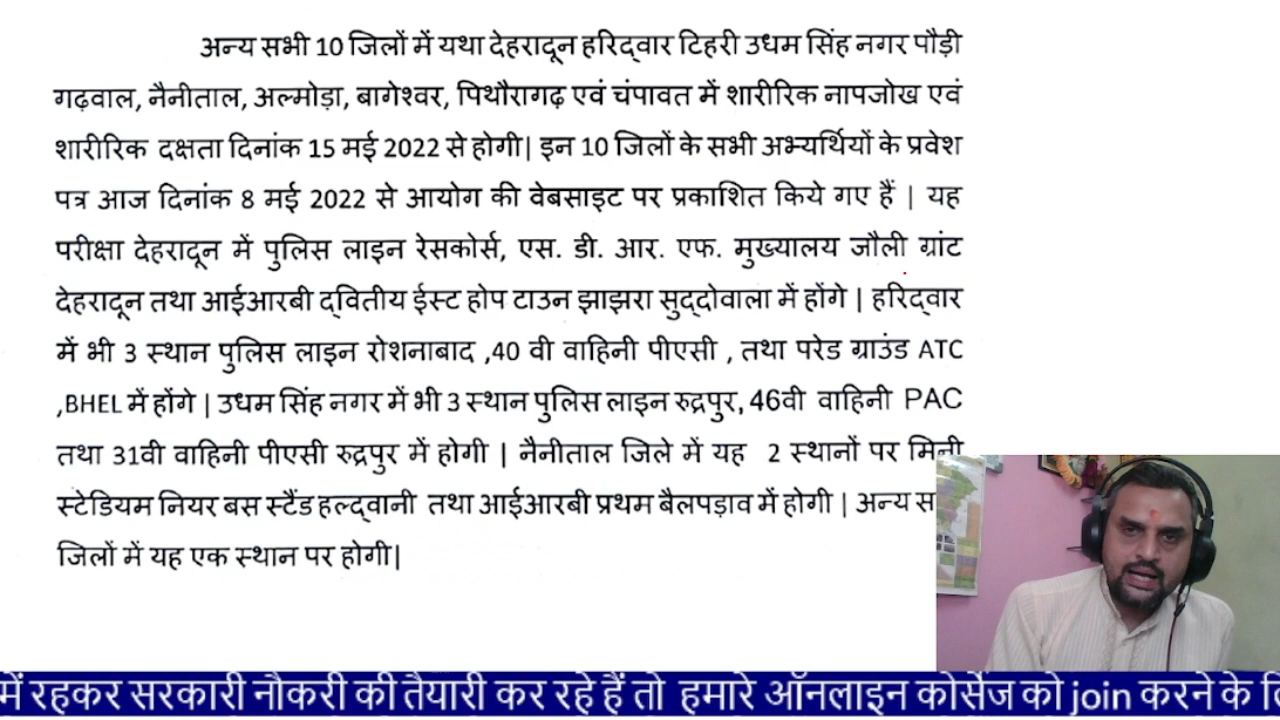 अन्य सभी 10 जिलों में यथा देहरादून हरिद्वार टिहरी उधम सिंह नगर पौड़ी
गढ़वाल, नैनीताल, अल्मोड़ा, बागेश्वर, पिथौरागढ़ एवं चंपावत में शारीरिक नापजोख एवं
शारीरिक दक्षता दिनांक 15 मई 2022 से होगी| इन 10 जिलों के सभी अभ्यर्थियों के प्रवेश
पत्र आज दिनांक 8 मई 2022 से आयोग की वेबसाइट पर प्रकाशित किये गए हैं | यह
परीक्षा देहरादून में पुलिस लाइन रेसकोर्स, एस. डी. आर. एफ. मुख्यालय जौली ग्रांट
देहरादून तथा आईआरबी द्वितीय ईस्ट होप टाउन झाझरा सुद्दोवाला में होंगे | हरिद्वार
में भी 3 स्थान पुलिस लाइन रोशनाबाद ,40 वी वाहिनी पीएसी , तथा परेड ग्राउंड ATC
,BHEL में होंगे | उधम सिंह नगर में भी 3 स्थान पुलिस लाइन रुद्रपुर, 46वी वाहिनी PAC
तथा 31वी वाहिनी पीएसी रुद्रपुर में होगी | नैनीताल जिले में यह 2 स्थानों पर मिनी
स्टेडियम नियर बस स्टैंड हल्द्वानी तथा आईआरबी प्रथम बैलपड़ाव में होगी | अन्य
जिलों में यह एक स्थान पर होगी|
में रहकर सरकारी नौकरी की तैयारी कर रहे हैं तो हमारे ऑनलाइन कोर्सेज को join करने के